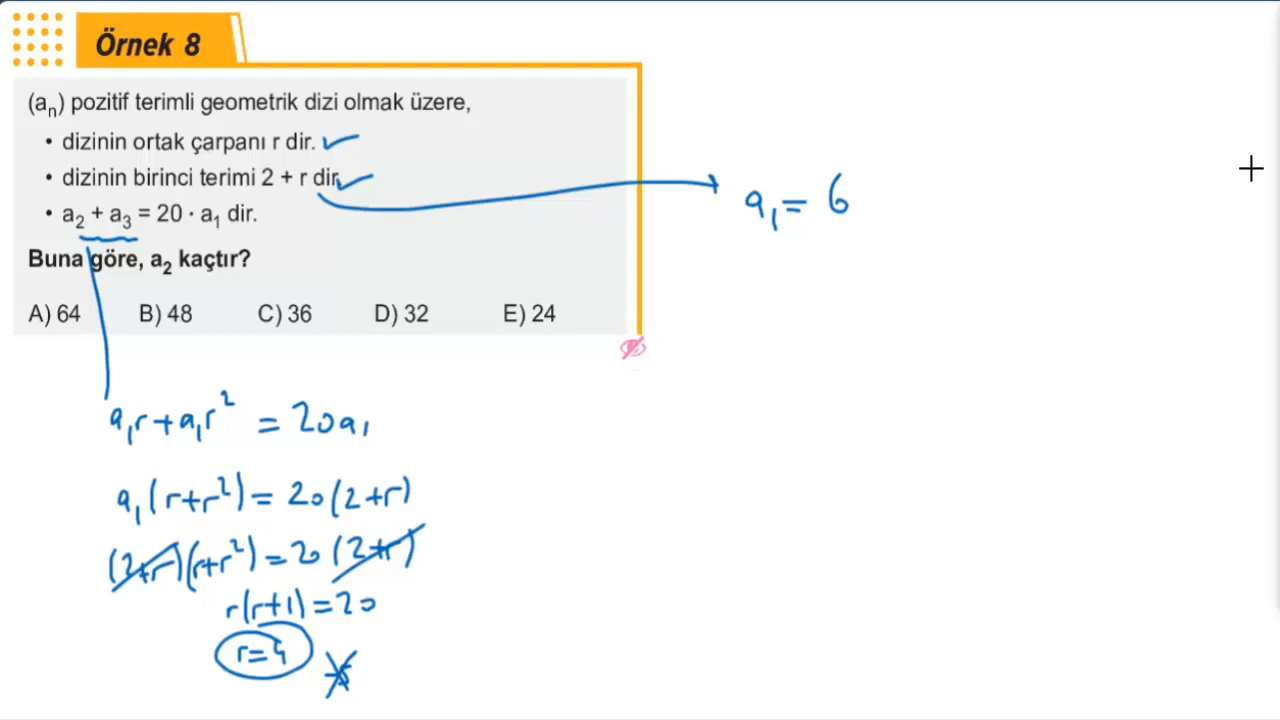 Örnek 8
(aₙ) pozitif terimli geometrik dizi olmak üzere,
• dizinin ortak çarpanı r dir.
• dizinin birinci terimi 2 + r dir.
• a₂ + a₃ = 20 · a₁ dir.
Buna göre, a₂ kaçtır?
A) 64 B) 48 C) 36 D) 32 E) 24
a₁ = 6
a₁r + a₁r² = 20a₁
a₁(r+r²) = 20(2+r)
(2+r)(r+r²) = 20(2+r)
r(r+1) = 20
r=4